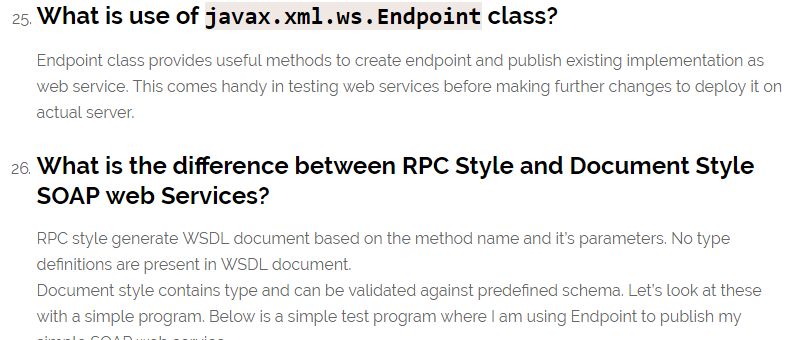 25. What is use of javax.xml.ws.Endpoint class?
Endpoint class provides useful methods to create endpoint and publish existing implementation as
web service. This comes handy in testing web services before making further changes to deploy it on
actual server.
26. What is the difference between RPC Style and Document Style
SOAP web Services?
RPC style generate WSDL document based on the method name and it's parameters. No type
definitions are present in WSDL document.
Document style contains type and can be validated against predefined schema. Let's look at these
with a simple program. Below is a simple test program where I am using Endpoint to publish my
simple SOAP web service.